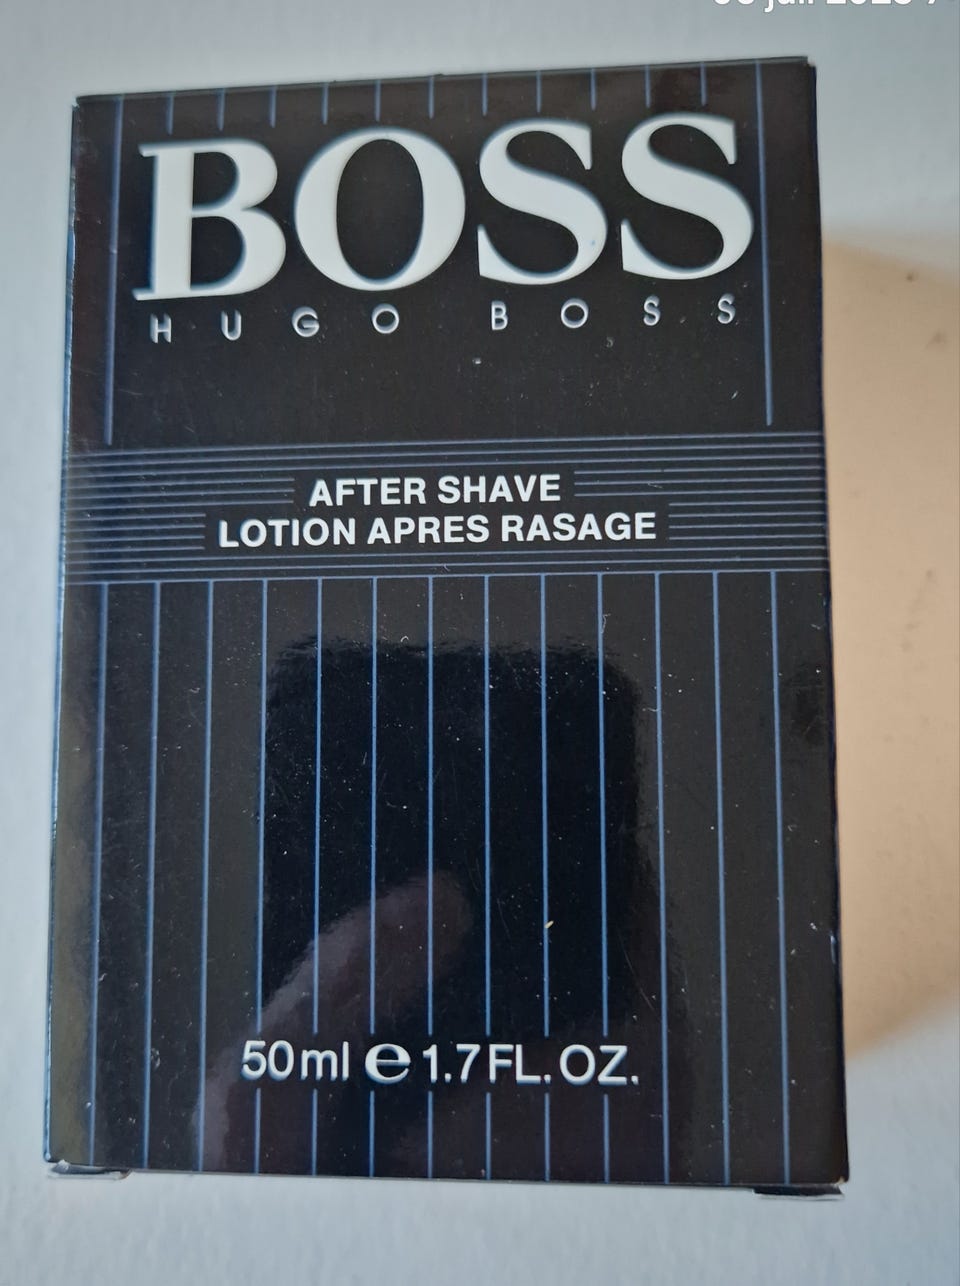 BOSS
HUGO BOSS
AFTER SHAVE
LOTION APRES RASAGE
50ml e 1.7 FL. OZ.